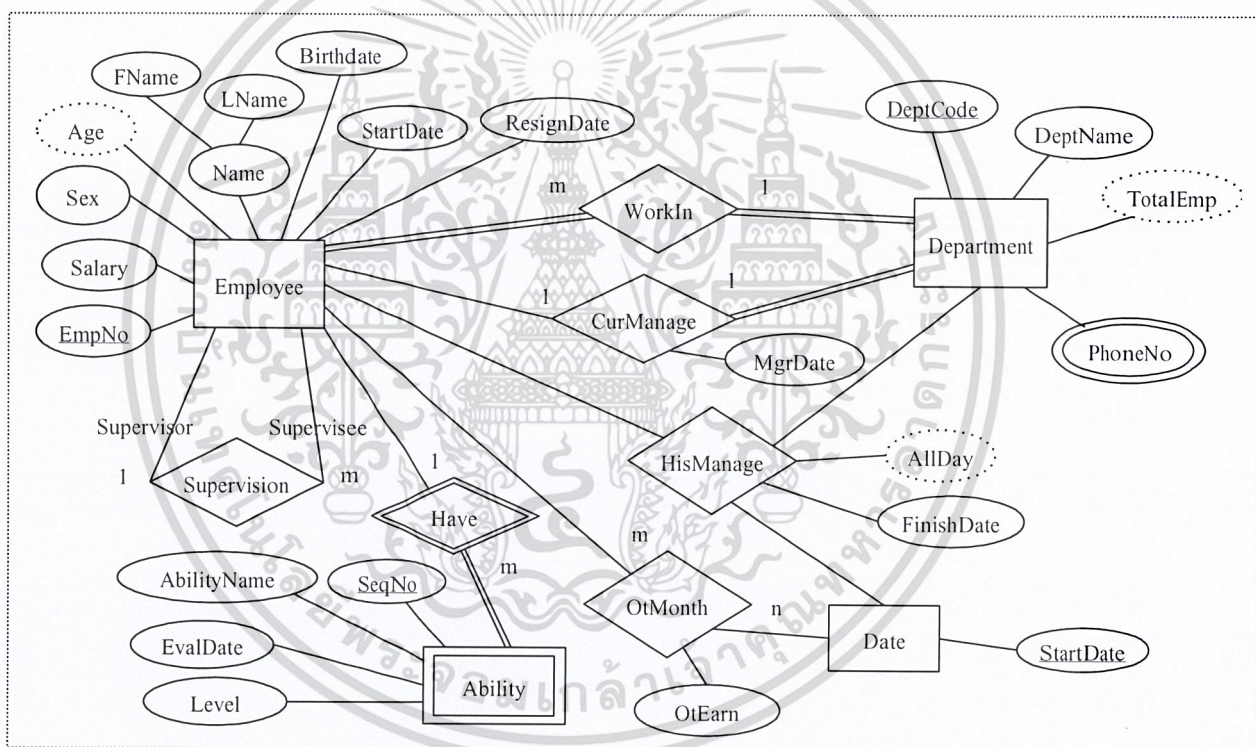 Birthdate
FName
LName
StartDate
ResignDate
Age
Name
Sex
Salary
Employee
EmpNo
DeptCode
DeptName
TotalEmp
m
WorkIn
1
Department
1
CurManage
1
MgrDate
PhoneNo
Supervisor
Supervisee
1
Supervision
m
1
Have
m
HisManage
AllDay
FinishDate
AbilityName
SeqNo
EvalDate
Level
Ability
m
OtMonth
n
Date
StartDate
OtEarn